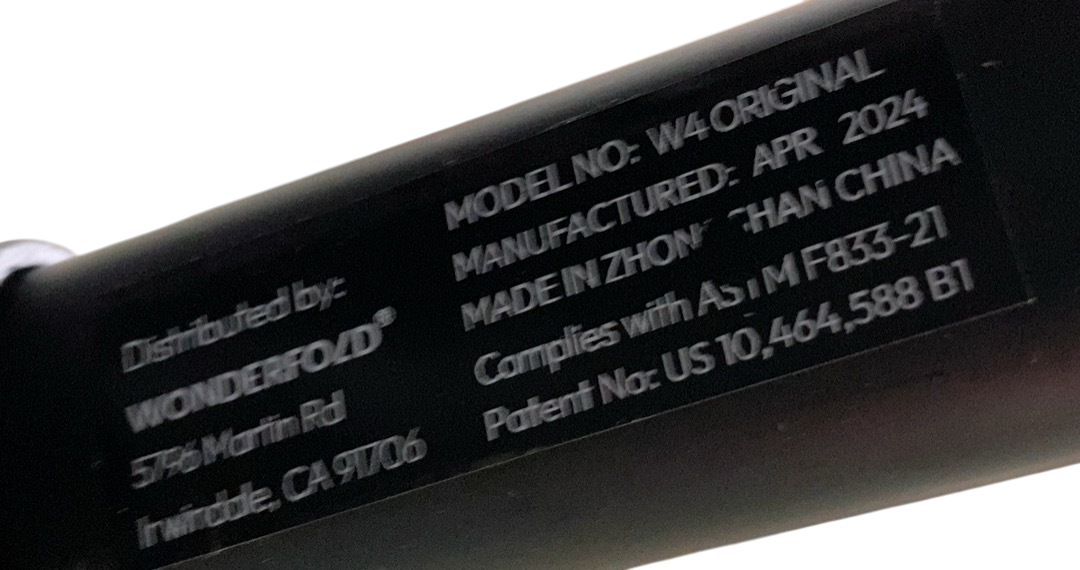 Distributed by:
WONDERFOLD®
5796 Martin Rd
Irwindale, CA 91706
MODEL NO: W4 ORIGINAL
MANUFACTURED: APR 2024
MADE IN CHINA
Complies with ASTM F833-21
Patent No: US 10,464,588 B1